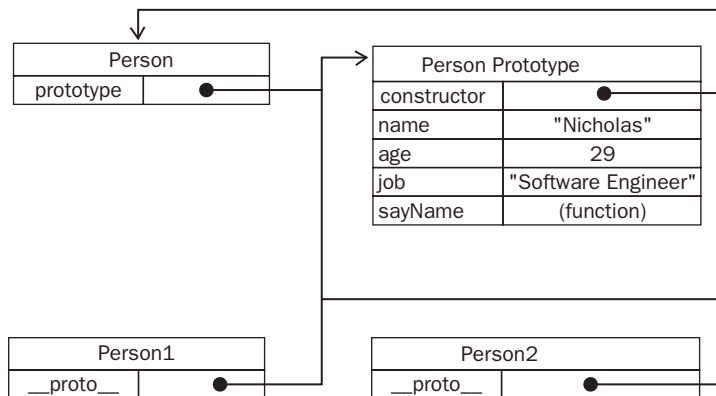 Person
prototype
Person Prototype
constructor
name "Nicholas"
age 29
job "Software Engineer"
sayName (function)
Person1
__proto__
Person2
__proto__